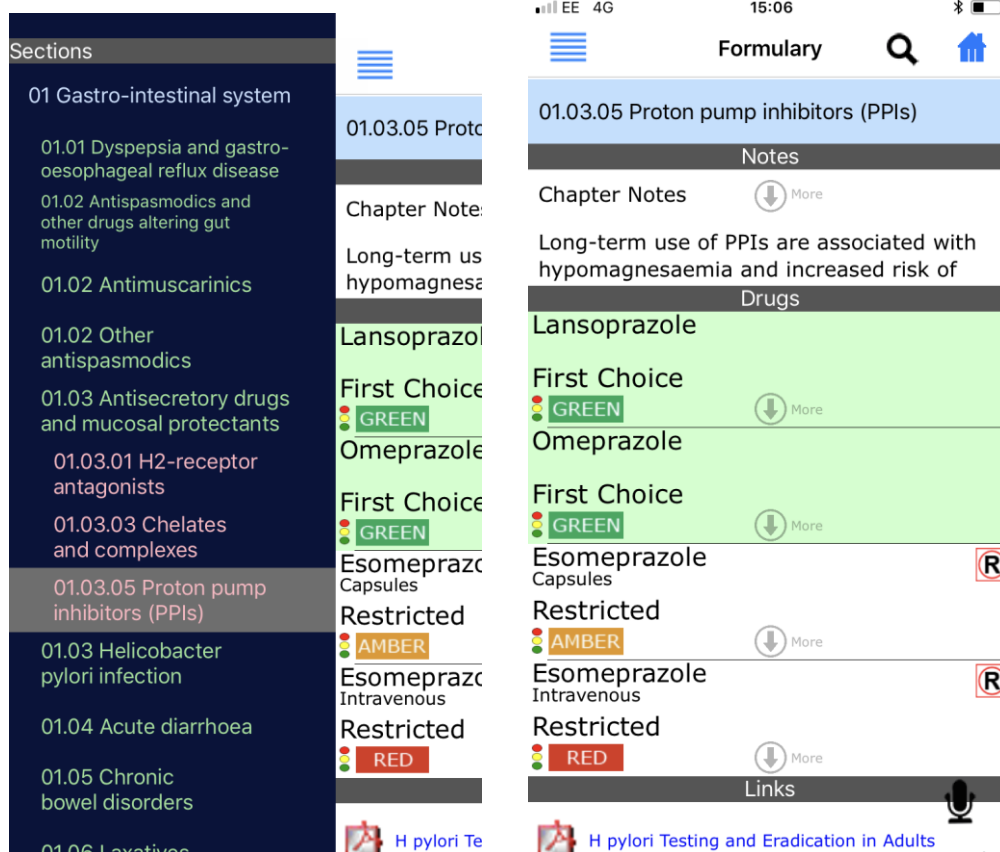 Sections
01 Gastro-intestinal system
01.01 Dyspepsia and gastro-
oesophageal reflux disease
01.02 Antispasmodics and
other drugs altering gut
motility
01.02 Antimuscarinics
01.02 Other
antispasmodics
01.03 Antisecretory drugs
and mucosal protectants
01.03.01 H2-receptor
antagonists
01.03.03 Chelates
and complexes
01.03.05 Proton pump
inhibitors (PPIs)
01.03 Helicobacter
pylori infection
01.04 Acute diarrhoea
01.05 Chronic
bowel disorders
01.06 Laxatives
01.03.05 Proto
Chapter Notes
Long-term us
hypomagnesa
Lansoprazol
First Choice
GREEN
Omeprazole
First Choice
GREEN
Esomeprazo
Capsules
Restricted
AMBER
Esomeprazo
Intravenous
Restricted
RED
H pylori Te
EE 4G 15:06
Formulary
01.03.05 Proton pump inhibitors (PPIs)
Notes
Chapter Notes More
Long-term use of PPIs are associated with
hypomagnesaemia and increased risk of
Drugs
Lansoprazole
First Choice
GREEN More
Omeprazole
First Choice
GREEN More
Esomeprazole R
Capsules
Restricted
AMBER More
Esomeprazole R
Intravenous
Restricted
RED More
Links
H pylori Testing and Eradication in Adults